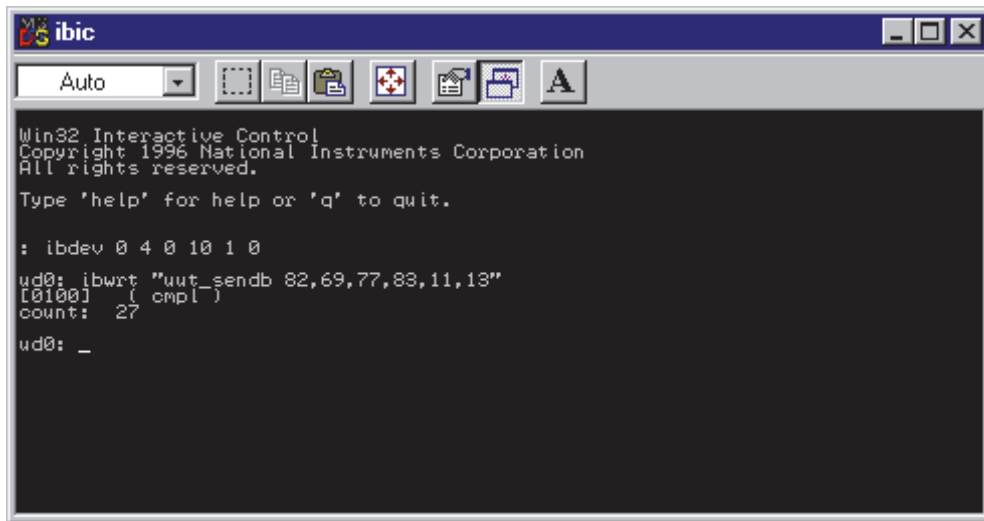 ibic
Auto
A
Win32 Interactive Control
Copyright 1996 National Instruments Corporation
All rights reserved.
Type 'help' for help or 'q' to quit.
: ibdev 0 4 0 10 1 0
ud0: ibwrt "uut_sendb 82,69,77,83,11,13"
[0100] ( cmpl )
count: 27
ud0: _